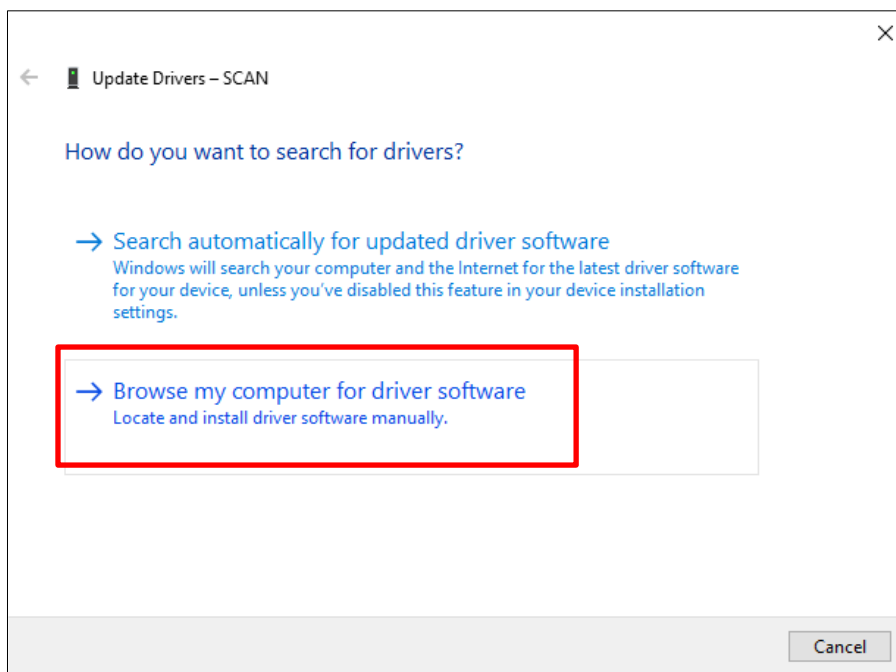 Update Drivers – SCAN
How do you want to search for drivers?
Search automatically for updated driver software
Windows will search your computer and the Internet for the latest driver software
for your device, unless you've disabled this feature in your device installation
settings.
Browse my computer for driver software
Locate and install driver software manually.
Cancel